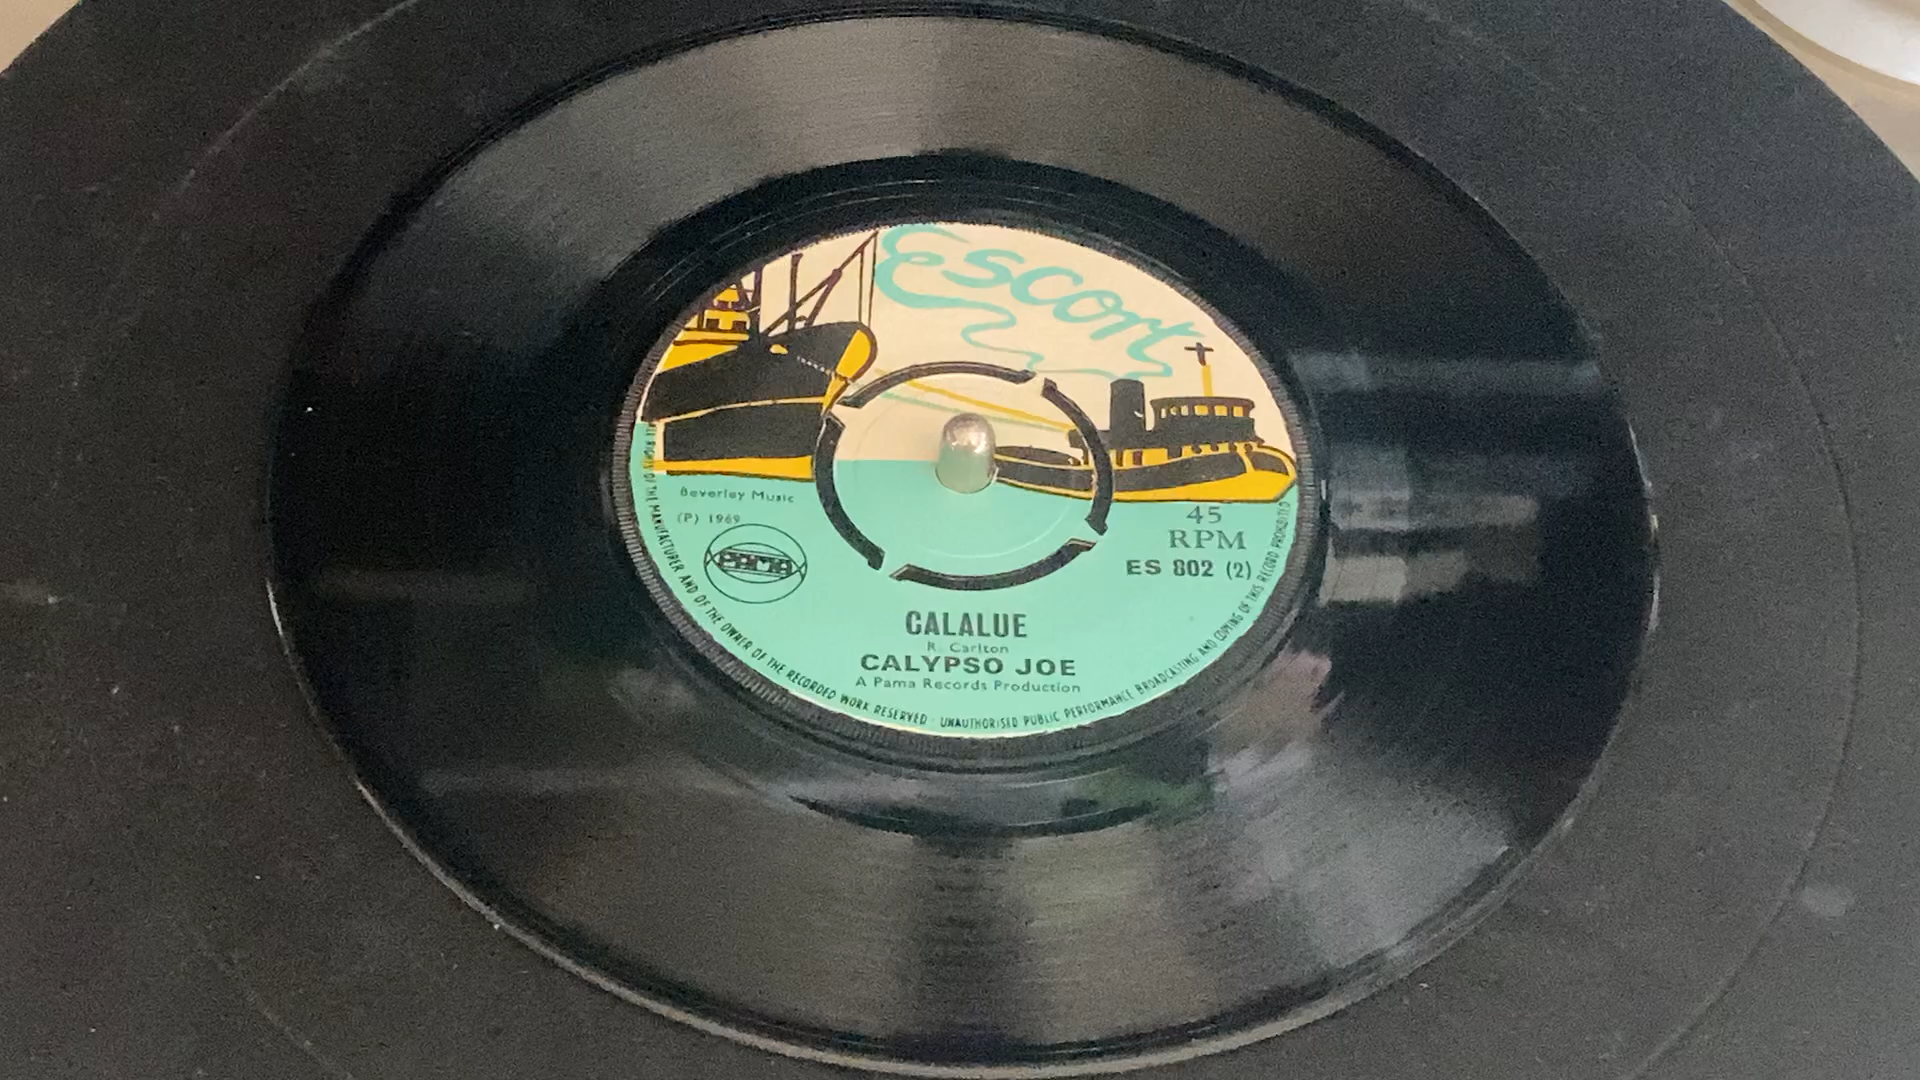 Escort
Beverley Music
(P) 1969
PAMA
45
RPM
ES 802 (2)
CALALUE
R. Carlton
CALYPSO JOE
A Pama Records Production
ALL RIGHTS OF THE MANUFACTURER AND OF THE OWNER OF THE RECORDED WORK RESERVED · UNAUTHORISED PUBLIC PERFORMANCE BROADCASTING AND COPYING OF THIS RECORD PROHIBITED